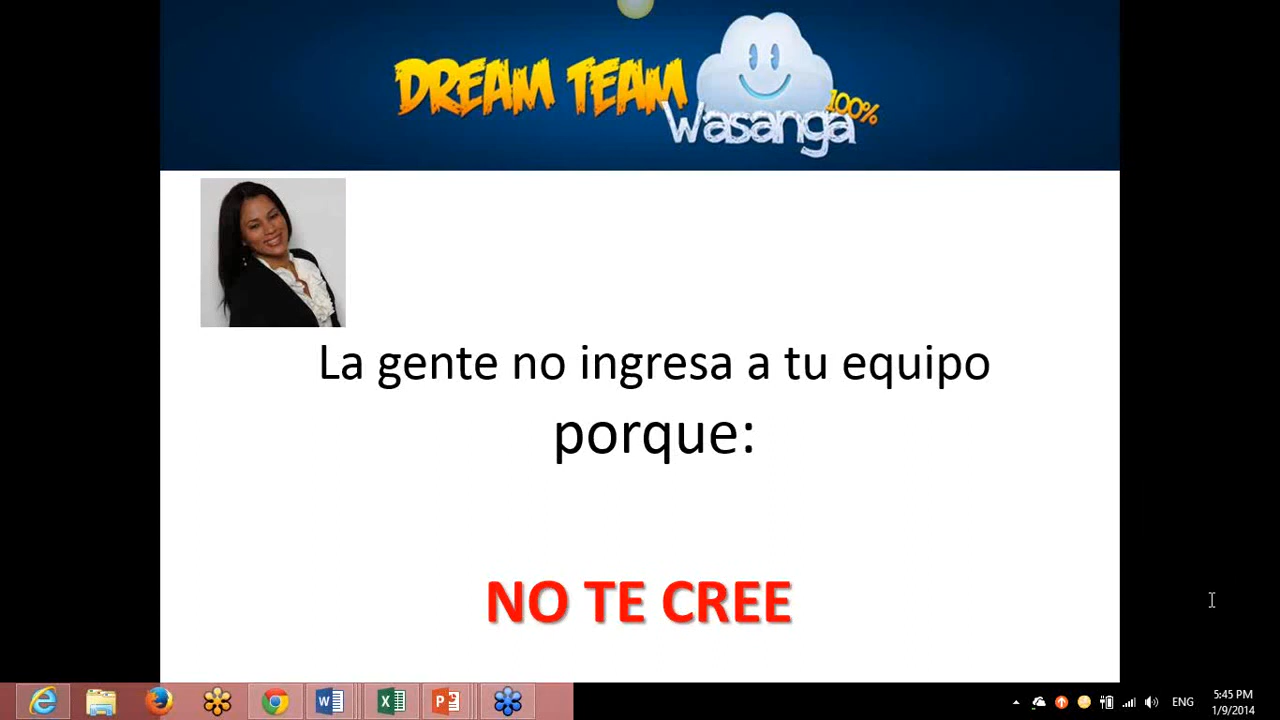 DREAM TEAM
Wasanga
100%
La gente no ingresa a tu equipo
porque:
NO TE CREE
ENG
5:45 PM
1/9/2014